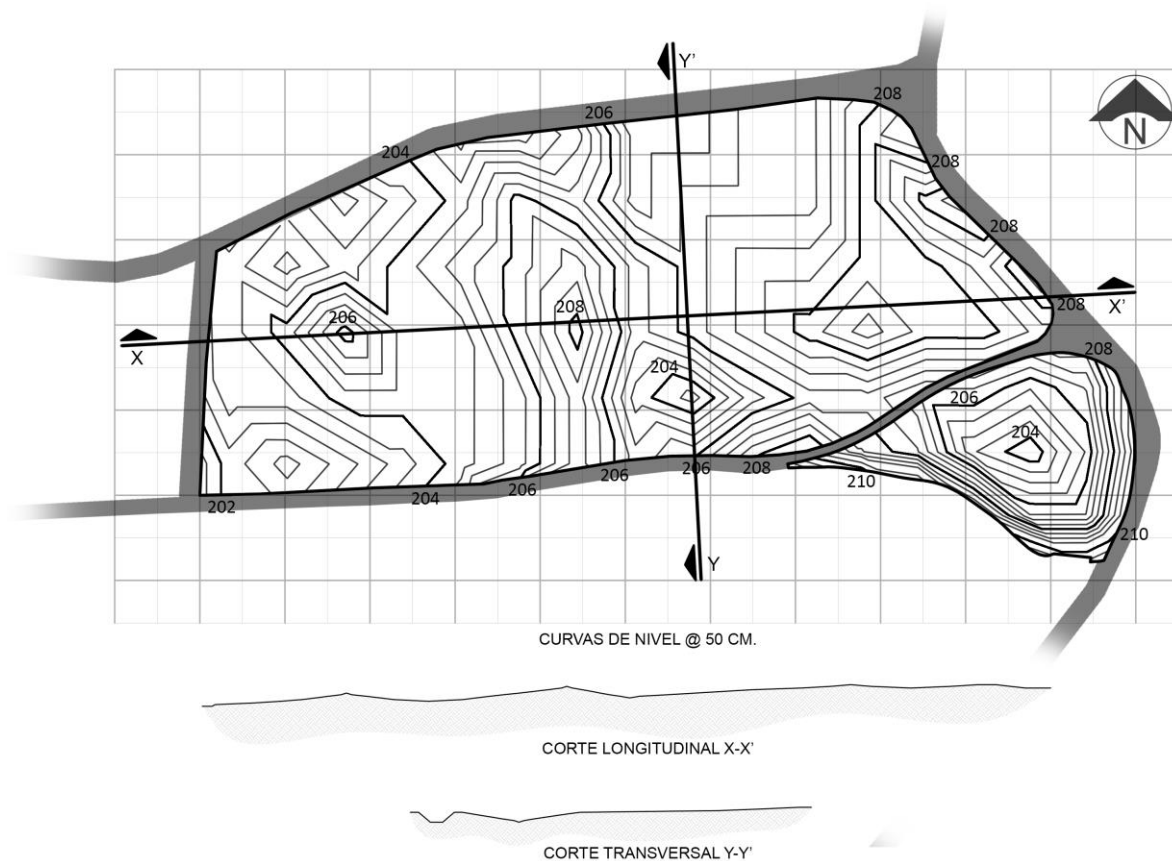 Y'
208
206
204
208
N
208
208
X'
208
206
X
208
204
206
204
202
204
206
206
206
208
210
Y
210
CURVAS DE NIVEL @ 50 CM.
CORTE LONGITUDINAL X-X'
CORTE TRANSVERSAL Y-Y'